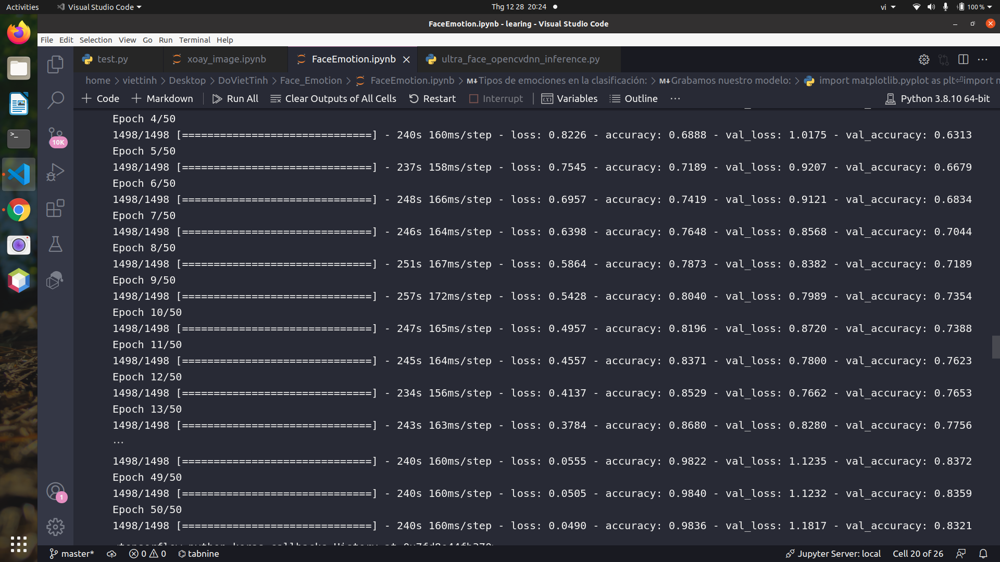 Activities
Visual Studio Code
Thg 12 28 20:24
vi
100 %
FaceEmotion.ipynb - learing - Visual Studio Code
File Edit Selection View Go Run Terminal Help
test.py
xoay_image.ipynb
FaceEmotion.ipynb
ultra_face_opencvdnn_inference.py
home > viettinh > Desktop > DoVietTinh > Face_Emotion > FaceEmotion.ipynb > M↓Tipos de emociones en la clasificación: > M↓Grabamos nuestro modelo: > import matplotlib.pyplot as plt⏎import m
Code
Markdown
Run All
Clear Outputs of All Cells
Restart
Interrupt
Variables
Outline
...
Python 3.8.10 64-bit
Epoch 4/50
1498/1498 [==============================] - 240s 160ms/step - loss: 0.8226 - accuracy: 0.6888 - val_loss: 1.0175 - val_accuracy: 0.6313
Epoch 5/50
1498/1498 [==============================] - 237s 158ms/step - loss: 0.7545 - accuracy: 0.7189 - val_loss: 0.9207 - val_accuracy: 0.6679
Epoch 6/50
1498/1498 [==============================] - 248s 166ms/step - loss: 0.6957 - accuracy: 0.7419 - val_loss: 0.9121 - val_accuracy: 0.6834
Epoch 7/50
1498/1498 [==============================] - 246s 164ms/step - loss: 0.6398 - accuracy: 0.7648 - val_loss: 0.8568 - val_accuracy: 0.7044
Epoch 8/50
1498/1498 [==============================] - 251s 167ms/step - loss: 0.5864 - accuracy: 0.7873 - val_loss: 0.8382 - val_accuracy: 0.7189
Epoch 9/50
1498/1498 [==============================] - 257s 172ms/step - loss: 0.5428 - accuracy: 0.8040 - val_loss: 0.7989 - val_accuracy: 0.7354
Epoch 10/50
1498/1498 [==============================] - 247s 165ms/step - loss: 0.4957 - accuracy: 0.8196 - val_loss: 0.8720 - val_accuracy: 0.7388
Epoch 11/50
1498/1498 [==============================] - 245s 164ms/step - loss: 0.4557 - accuracy: 0.8371 - val_loss: 0.7800 - val_accuracy: 0.7623
Epoch 12/50
1498/1498 [==============================] - 234s 156ms/step - loss: 0.4137 - accuracy: 0.8529 - val_loss: 0.7662 - val_accuracy: 0.7653
Epoch 13/50
1498/1498 [==============================] - 243s 163ms/step - loss: 0.3784 - accuracy: 0.8680 - val_loss: 0.8280 - val_accuracy: 0.7756
...
1498/1498 [==============================] - 240s 160ms/step - loss: 0.0555 - accuracy: 0.9822 - val_loss: 1.1235 - val_accuracy: 0.8372
Epoch 49/50
1498/1498 [==============================] - 240s 160ms/step - loss: 0.0505 - accuracy: 0.9840 - val_loss: 1.1232 - val_accuracy: 0.8359
Epoch 50/50
1498/1498 [==============================] - 240s 160ms/step - loss: 0.0490 - accuracy: 0.9836 - val_loss: 1.1817 - val_accuracy: 0.8321
10K
1
master*
0
0
tabnine
Jupyter Server: local
Cell 20 of 26